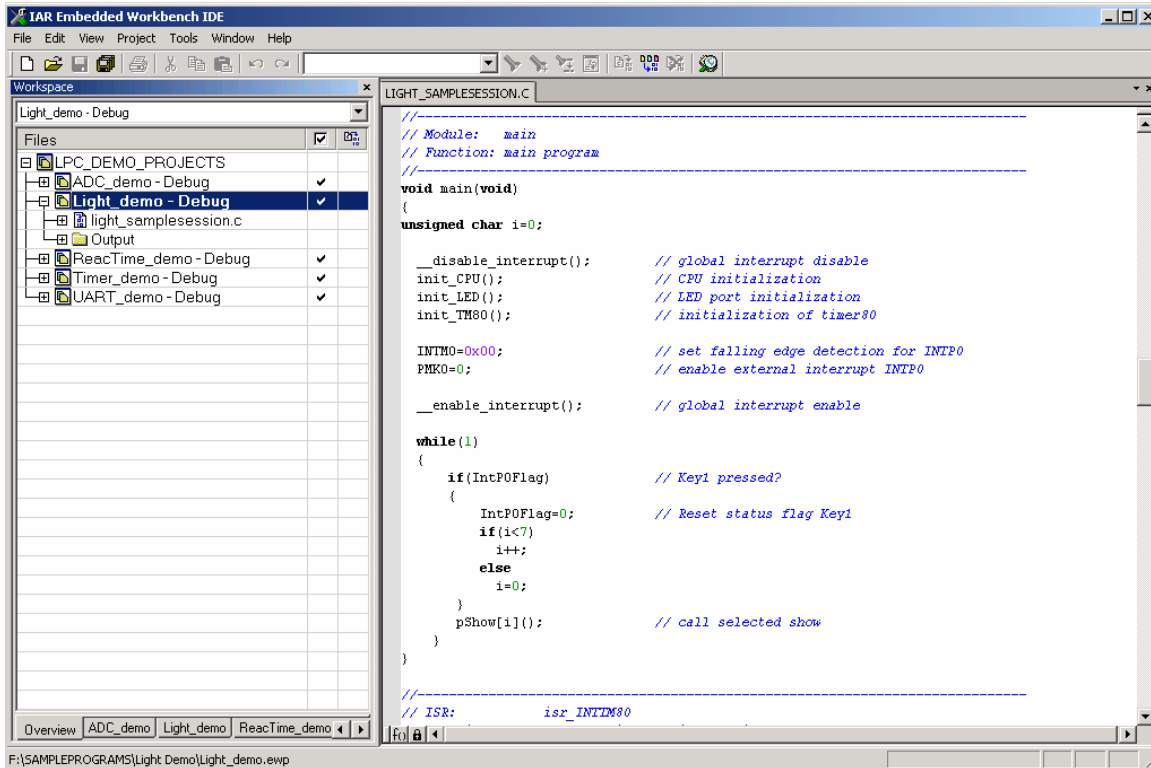 IAR Embedded Workbench IDE
File Edit View Project Tools Window Help
Workspace
Light_demo - Debug
Files
LPC_DEMO_PROJECTS
ADC_demo - Debug
Light_demo - Debug
light_samplesession.c
Output
ReacTime_demo - Debug
Timer_demo - Debug
UART_demo - Debug
Overview ADC_demo Light_demo ReacTime_demo
LIGHT_SAMPLESESSION.C
//-----------------------------------------------------------------------------
// Module:   main
// Function: main program
//-----------------------------------------------------------------------------
void main(void)
{
unsigned char i=0;
__disable_interrupt();        // global interrupt disable
init_CPU();                   // CPU initialization
init_LED();                   // LED port initialization
init_TM80();                  // initialization of timer80
INTM0=0x00;                   // set falling edge detection for INTP0
PMK0=0;                       // enable external interrupt INTP0
__enable_interrupt();         // global interrupt enable
while(1)
{
if(IntP0Flag)             // Key1 pressed?
{
IntP0Flag=0;          // Reset status flag Key1
if(i<7)
i++;
else
i=0;
}
pShow[i]();              // call selected show
}
}
//-----------------------------------------------------------------------------
// ISR:           isr_INTTM80
F:\SAMPLEPROGRAMS\Light Demo\Light_demo.ewp